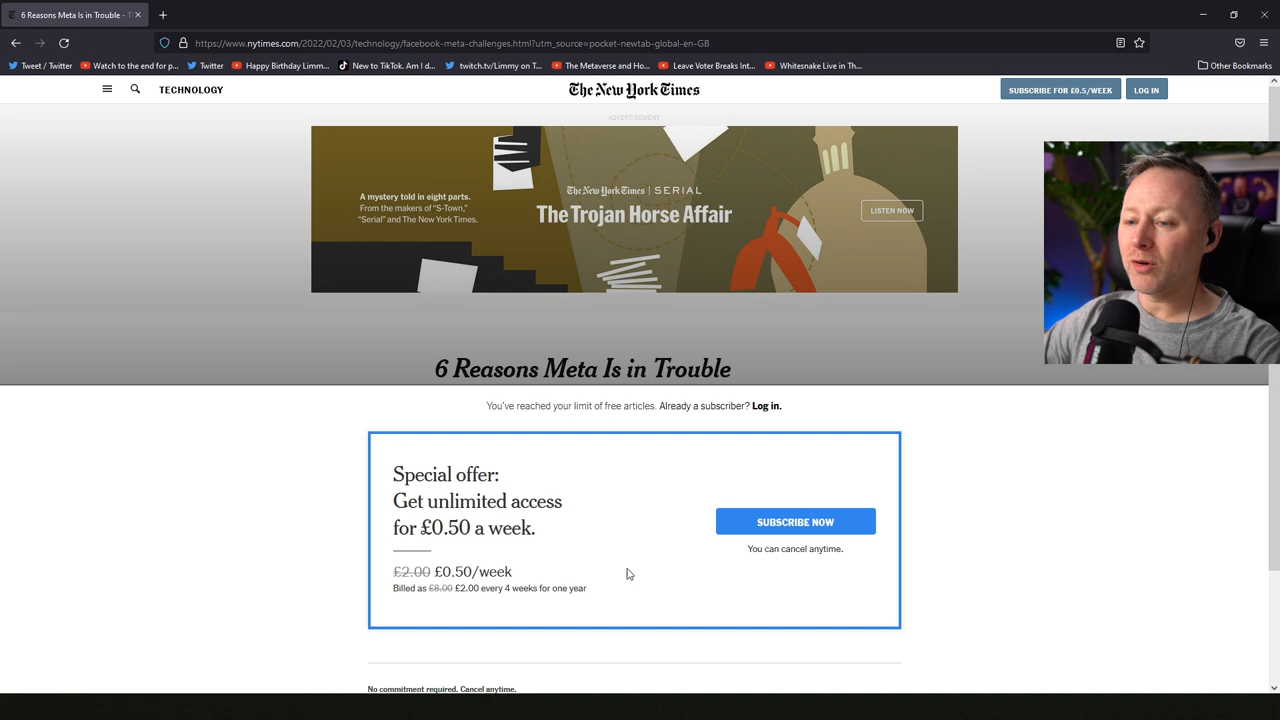 6 Reasons Meta Is in Trouble - T
https://www.nytimes.com/2022/02/03/technology/facebook-meta-challenges.html?utm_source=pocket-newtab-global-en-GB
Tweet / Twitter
Watch to the end for p...
Twitter
Happy Birthday Limm...
New to TikTok. Am I d...
twitch.tv/Limmy on T...
The Metaverse and Ho...
Leave Voter Breaks Int...
Whitesnake Live in Th...
Other Bookmarks
TECHNOLOGY
The New York Times
SUBSCRIBE FOR £0.5/WEEK
LOG IN
ADVERTISEMENT
A mystery told in eight parts.
From the makers of “S-Town,”
“Serial” and The New York Times.
The New York Times | SERIAL
The Trojan Horse Affair
LISTEN NOW
6 Reasons Meta Is in Trouble
You’ve reached your limit of free articles. Already a subscriber? Log in.
Special offer:
Get unlimited access
for £0.50 a week.
£2.00 £0.50/week
Billed as £8.00 £2.00 every 4 weeks for one year
SUBSCRIBE NOW
You can cancel anytime.
No commitment required. Cancel anytime.